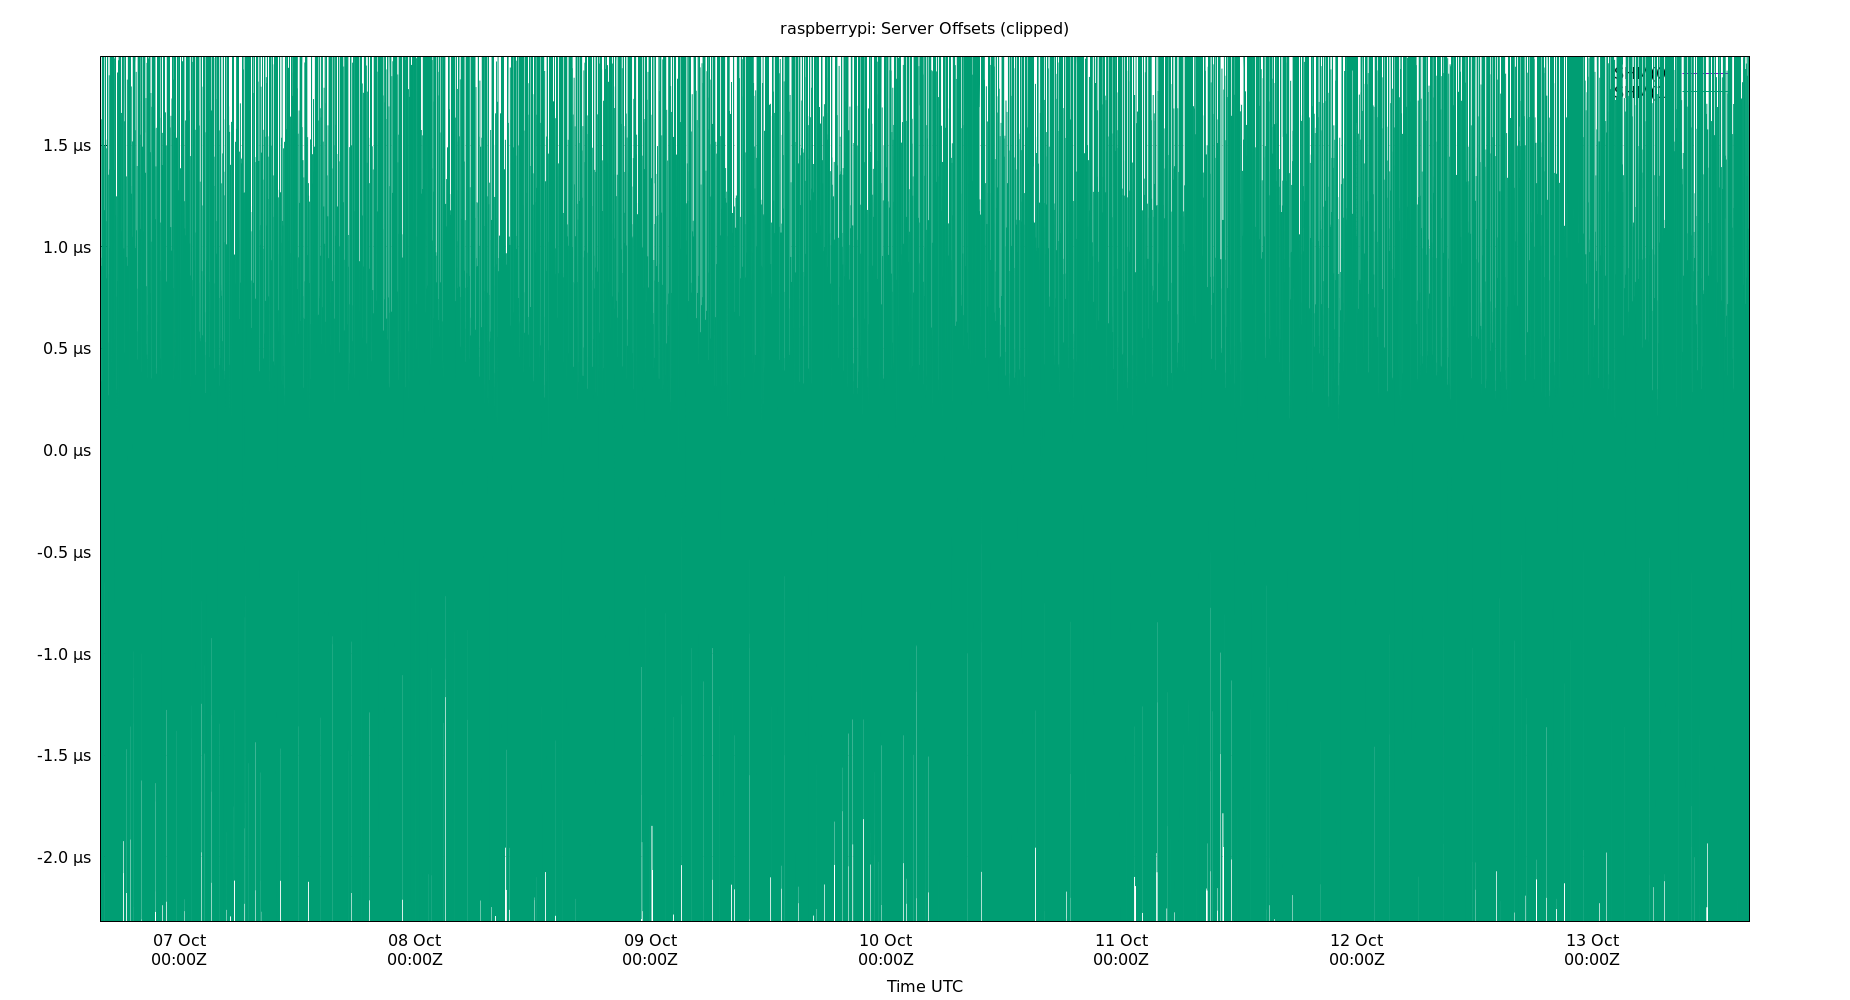 raspberrypi: Server Offsets (clipped)
1.5 µs
1.0 µs
0.5 µs
0.0 µs
-0.5 µs
-1.0 µs
-1.5 µs
-2.0 µs
07 Oct 08 Oct 09 Oct 10 Oct 11 Oct 12 Oct 13 Oct
00:00Z 00:00Z 00:00Z 00:00Z 00:00Z 00:00Z 00:00Z
Time UTC